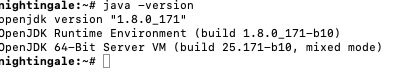 nightingale:~# java -version
openjdk version "1.8.0_171"
OpenJDK Runtime Environment (build 1.8.0_171-b10)
OpenJDK 64-Bit Server VM (build 25.171-b10, mixed mode)
nightingale:~#